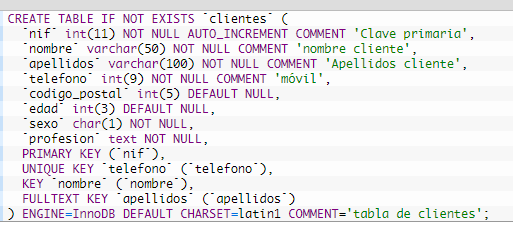 CREATE TABLE IF NOT EXISTS `clientes` (
`nif` int(11) NOT NULL AUTO_INCREMENT COMMENT 'Clave primaria',
`nombre` varchar(50) NOT NULL COMMENT 'nombre cliente',
`apellidos` varchar(100) NOT NULL COMMENT 'Apellidos cliente',
`telefono` int(9) NOT NULL COMMENT 'móvil',
`codigo_postal` int(5) DEFAULT NULL,
`edad` int(3) DEFAULT NULL,
`sexo` char(1) NOT NULL,
`profesion` text NOT NULL,
PRIMARY KEY (`nif`),
UNIQUE KEY `telefono` (`telefono`),
KEY `nombre` (`nombre`),
FULLTEXT KEY `apellidos` (`apellidos`)
) ENGINE=InnoDB DEFAULT CHARSET=latin1 COMMENT='tabla de clientes';